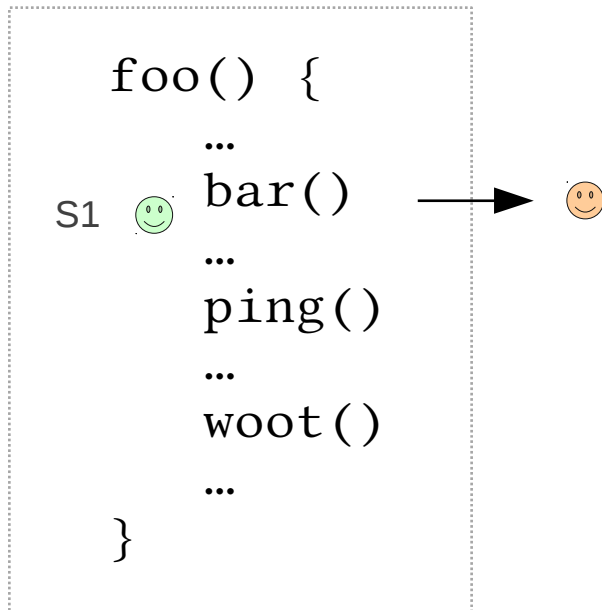 foo() {
…
S1 bar()
…
ping()
…
woot()
…
}